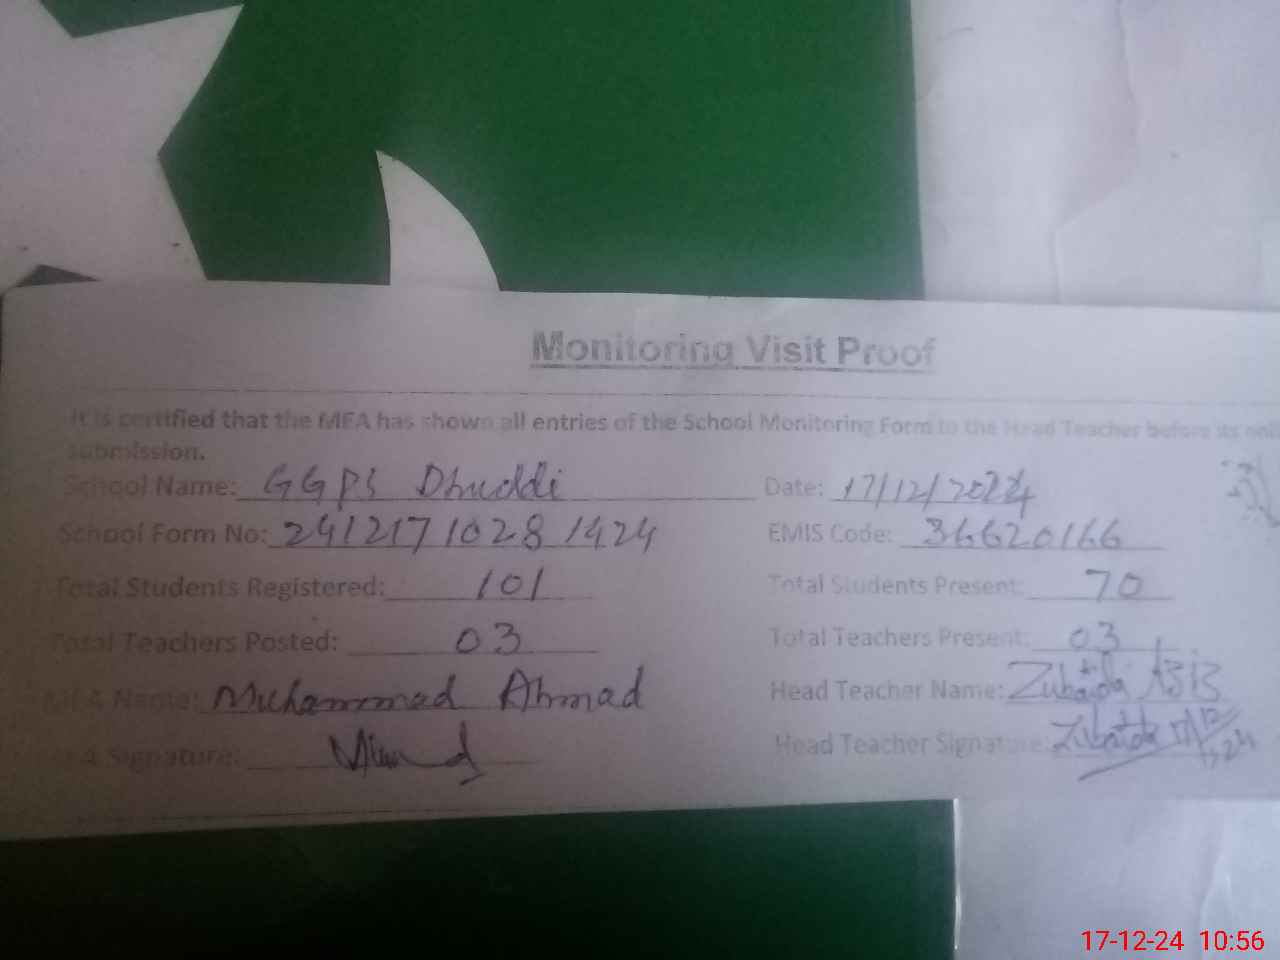 Monitoring Visit Proof
It is certified that the MEA has shown all entries of the School Monitoring Form to the Head Teacher before its
submission.
School Name: GGPS Dhuddi Date: 17/12/2024
School Form No: 24121710281424 EMIS Code: 36620166
Total Students Registered: 101 Total Students Present: 70
Total Teachers Posted: 03 Total Teachers Present: 03
MEA Name: Muhammad Ahmad Head Teacher Name: Zubaida
MEA Signature: Head Teacher Signature: Zubaida
17-12-24 10:56